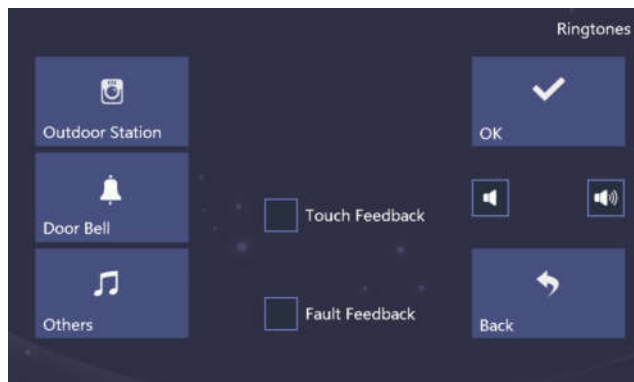 Ringtones
Outdoor Station
OK
Door Bell
Touch Feedback
Others
Fault Feedback
Back